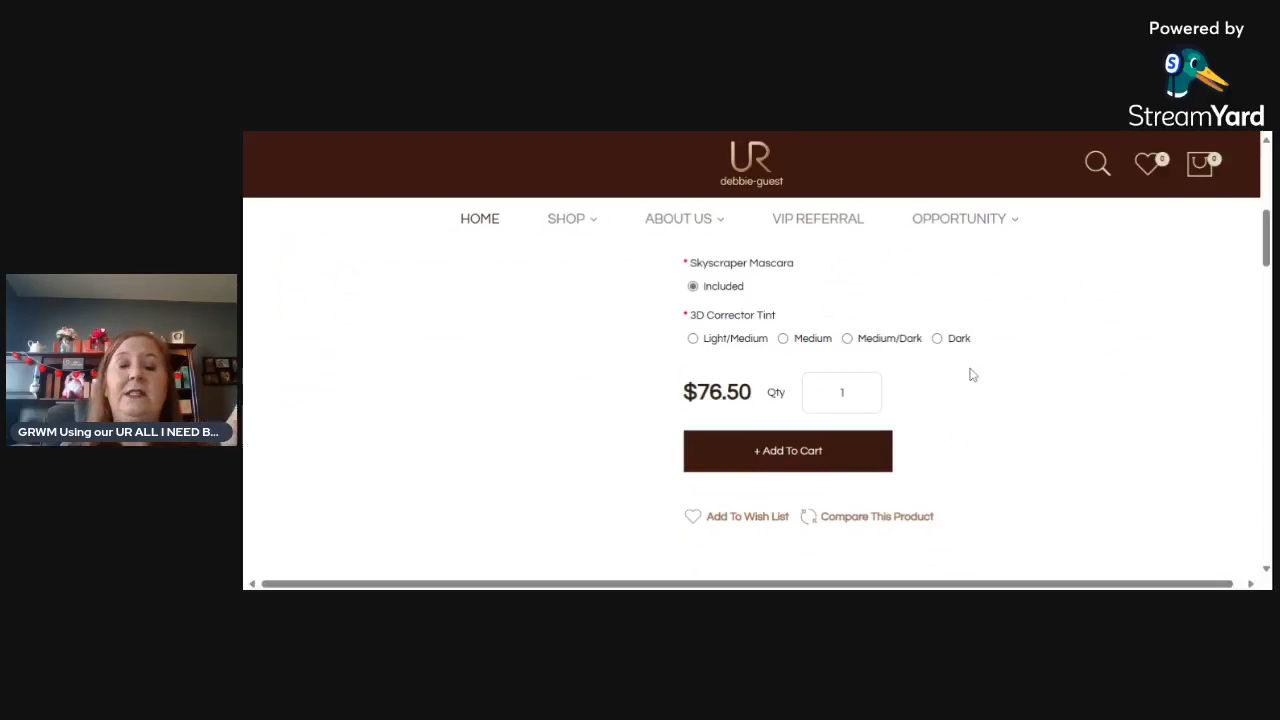 Powered by
S
StreamYard
UR
debbie-guest
0
0
HOME
SHOP
ABOUT US
VIP REFERRAL
OPPORTUNITY
* Skyscraper Mascara
Included
* 3D Corrector Tint
Light/Medium
Medium
Medium/Dark
Dark
$76.50
Qty
1
+ Add To Cart
Add To Wish List
Compare This Product
GRWM Using our UR ALL I NEED B...